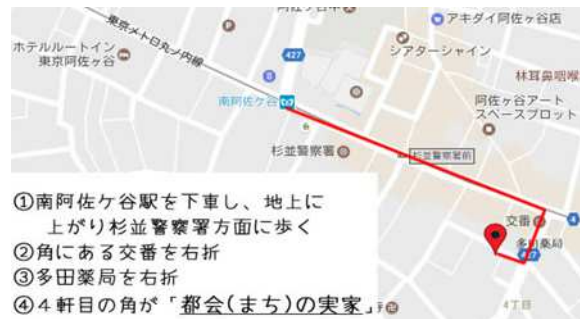 アキダイ阿佐ヶ谷店
東京メトロ丸ノ内線
427
シアターシャイン
ホテルルートイン
東京阿佐ヶ谷
林耳鼻咽喉
南阿佐ケ谷
阿佐ヶ谷アート
スペースプロット
杉並警察署
杉並警察署前
交番
4
多田薬局
4丁目
①南阿佐ケ谷駅を下車し、地上に
上がり杉並警察署方面に歩く
②角にある交番を右折
③多田薬局を右折
④4軒目の角が「都会(まち)の実家」